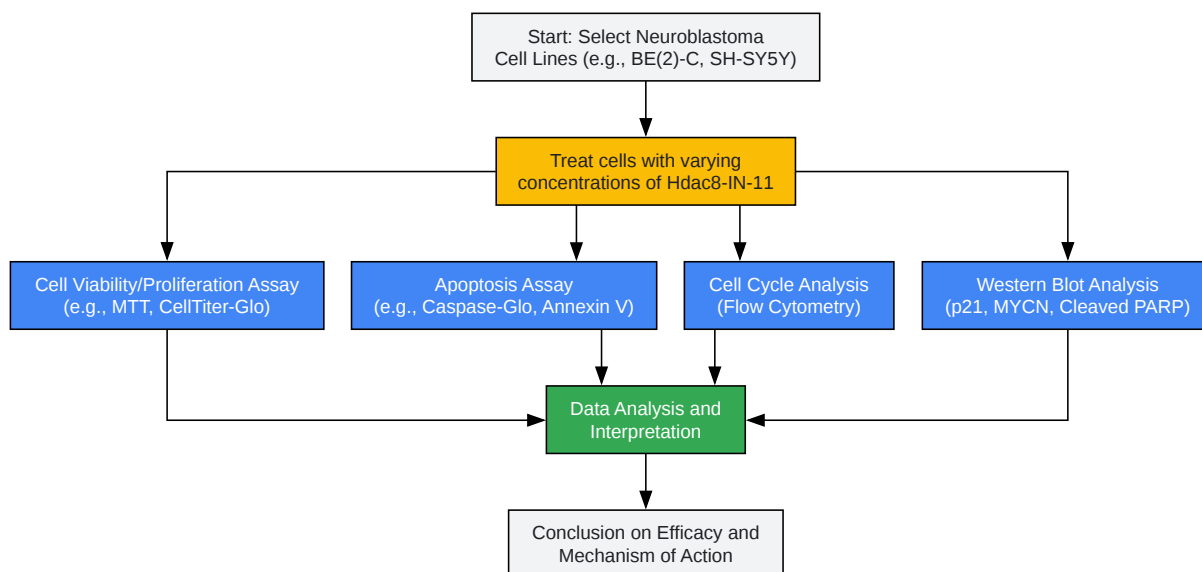 Start: Select Neuroblastoma
Cell Lines (e.g., BE(2)-C, SH-SY5Y)
Treat cells with varying
concentrations of Hdac8-IN-11
Cell Viability/Proliferation Assay
(e.g., MTT, CellTiter-Glo)
Apoptosis Assay
(e.g., Caspase-Glo, Annexin V)
Cell Cycle Analysis
(Flow Cytometry)
Western Blot Analysis
(p21, MYCN, Cleaved PARP)
Data Analysis and
Interpretation
Conclusion on Efficacy and
Mechanism of Action